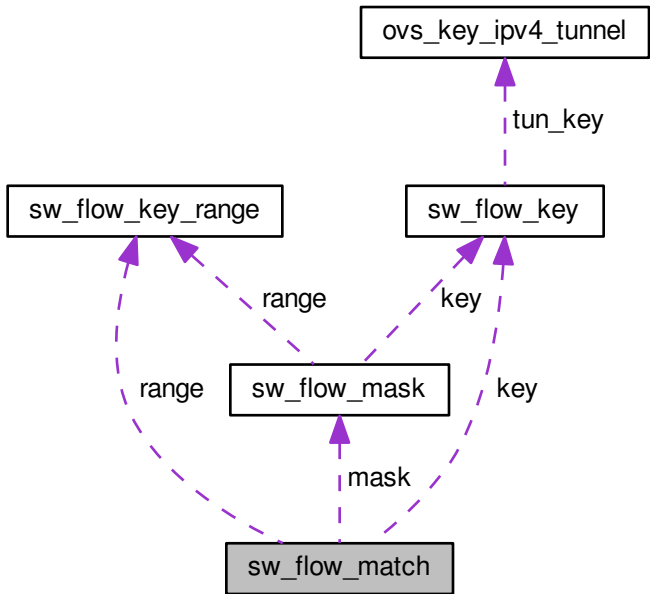 ovs_key_ipv4_tunnel
tun_key
sw_flow_key_range
sw_flow_key
range
key
sw_flow_mask
range
key
mask
sw_flow_match